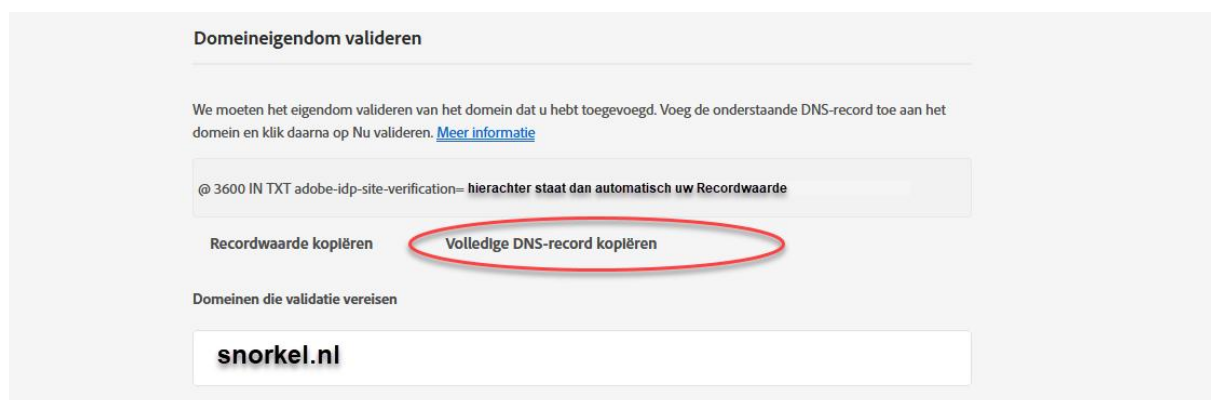 Domeineigendom valideren
We moeten het eigendom valideren van het domein dat u hebt toegevoegd. Voeg de onderstaande DNS-record toe aan het
domein en klik daarna op Nu valideren. Meer informatie
@ 3600 IN TXT adobe-idp-site-verification= hierachter staat dan automatisch uw Recordwaarde
Recordwaarde kopiëren Volledige DNS-record kopiëren
Domeinen die validatie vereisen
snorkel.nl